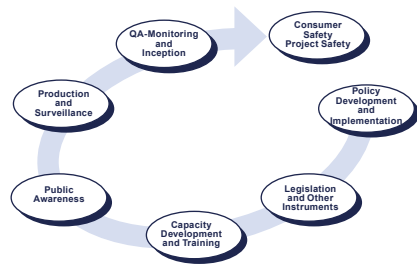 QA-Monitoring
and
Inception
Consumer
Safety
Project Safety
Policy
Development
and
Implementation
Production
and
Surveillance
Public
Awareness
Legislation
and Other
Instruments
Capacity
Development
and Training